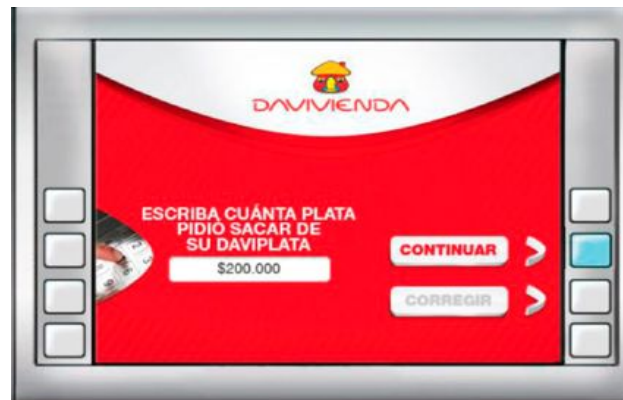 DAVIVIENDA
ESCRIBA CUÁNTA PLATA
PIDIÓ SACAR DE
SU DAVIPLATA
$200.000
CONTINUAR
CORREGIR